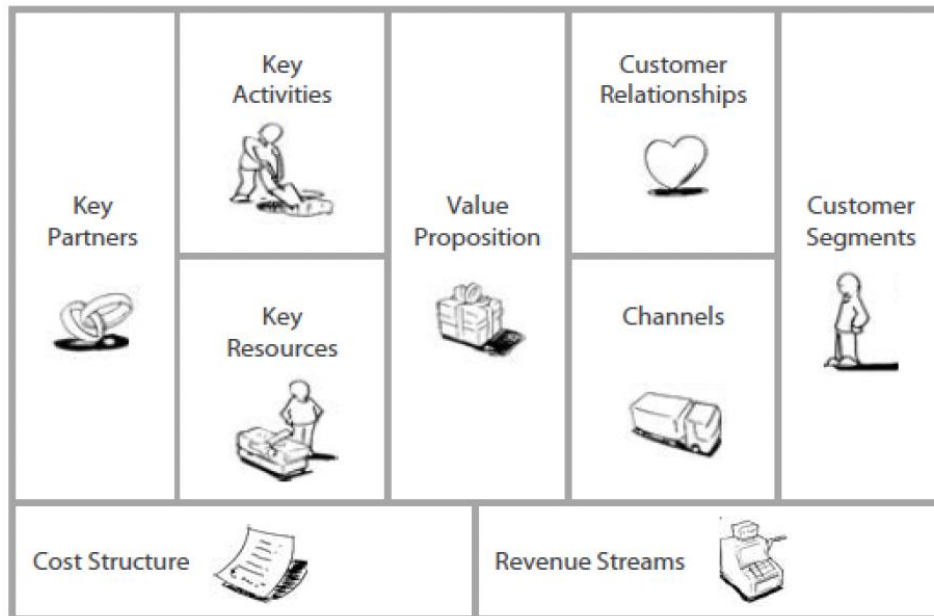 Key
Partners
Key
Activities
Key
Resources
Value
Proposition
Customer
Relationships
Channels
Customer
Segments
Cost Structure
Revenue Streams